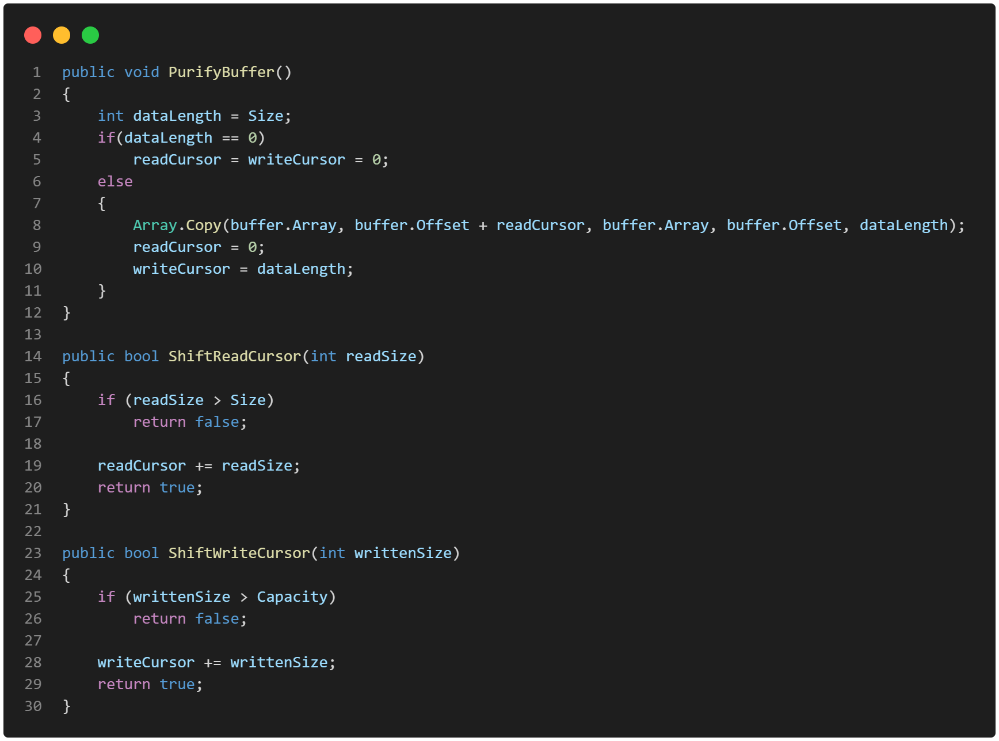 1 public void PurifyBuffer()
2 {
3     int dataLength = Size;
4     if(dataLength == 0)
5         readCursor = writeCursor = 0;
6     else
7     {
8         Array.Copy(buffer.Array, buffer.Offset + readCursor, buffer.Array, buffer.Offset, dataLength);
9         readCursor = 0;
10         writeCursor = dataLength;
11     }
12 }
13
14 public bool ShiftReadCursor(int readSize)
15 {
16     if (readSize > Size)
17         return false;
18
19     readCursor += readSize;
20     return true;
21 }
22
23 public bool ShiftWriteCursor(int writtenSize)
24 {
25     if (writtenSize > Capacity)
26         return false;
27
28     writeCursor += writtenSize;
29     return true;
30 }